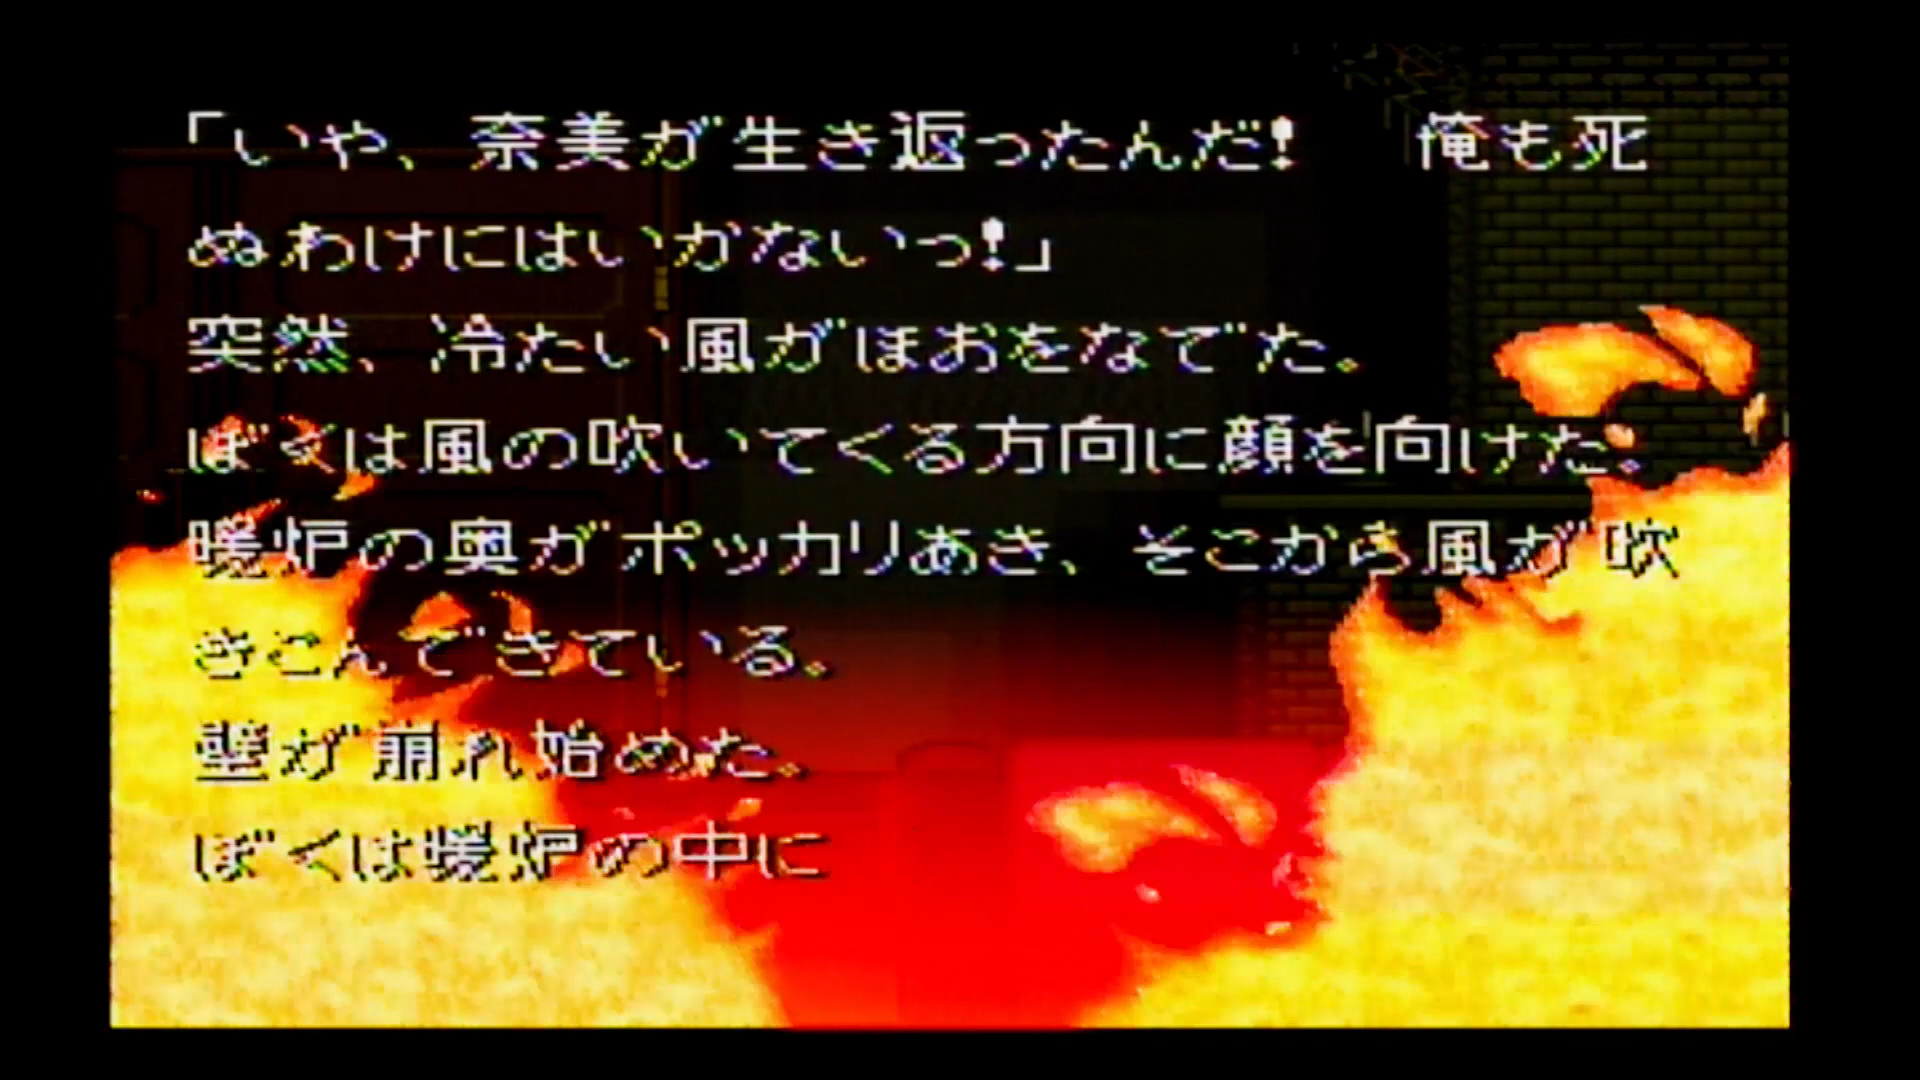 「いや、奈美が生き返ったんだ！　俺も死
ぬわけにはいかないっ！」
突然、冷たい風がほおをなでた。
ぼくは風の吹いてくる方向に顔を向けた。
暖炉の奥がポッカリあき、そこから風が吹
きこんできている。
壁が崩れ始めた。
ぼくは暖炉の中に